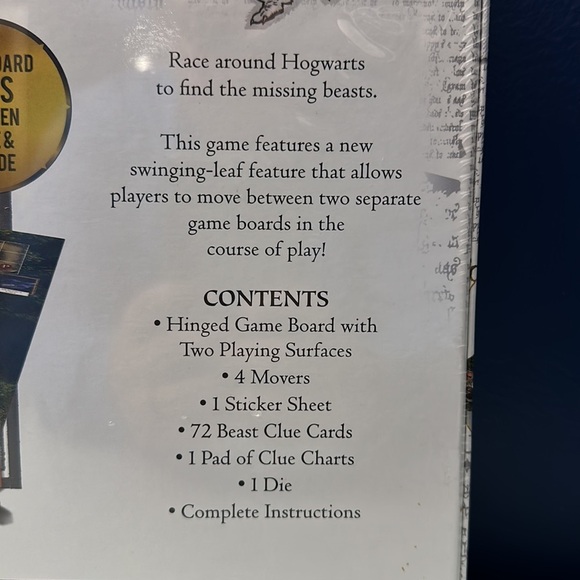 Race around Hogwarts
to find the missing beasts.
This game features a new
swinging-leaf feature that allows
players to move between two separate
game boards in the
course of play!
CONTENTS
• Hinged Game Board with
Two Playing Surfaces
• 4 Movers
• 1 Sticker Sheet
• 72 Beast Clue Cards
• 1 Pad of Clue Charts
• 1 Die
• Complete Instructions